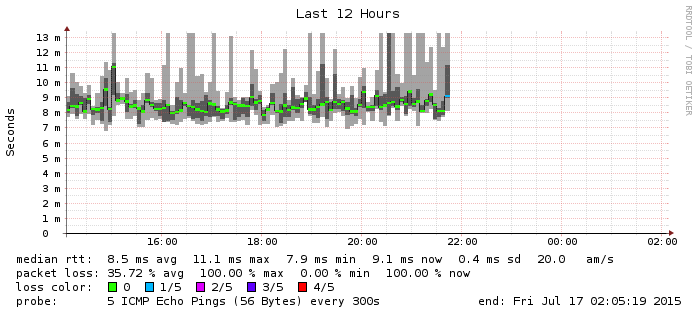 Last 12 Hours
RRDTOOL / TOBI OETIKER
Seconds
13 m
12 m
11 m
10 m
9 m
8 m
7 m
6 m
5 m
4 m
3 m
2 m
1 m
0
16:00 18:00 20:00 22:00 00:00 02:00
median rtt: 8.5 ms avg 11.1 ms max 7.9 ms min 9.1 ms now 0.4 ms sd 20.0 am/s
packet loss: 35.72 % avg 100.00 % max 0.00 % min 100.00 % now
loss color: 0 1/5 2/5 3/5 4/5
probe: 5 ICMP Echo Pings (56 Bytes) every 300s end: Fri Jul 17 02:05:19 2015